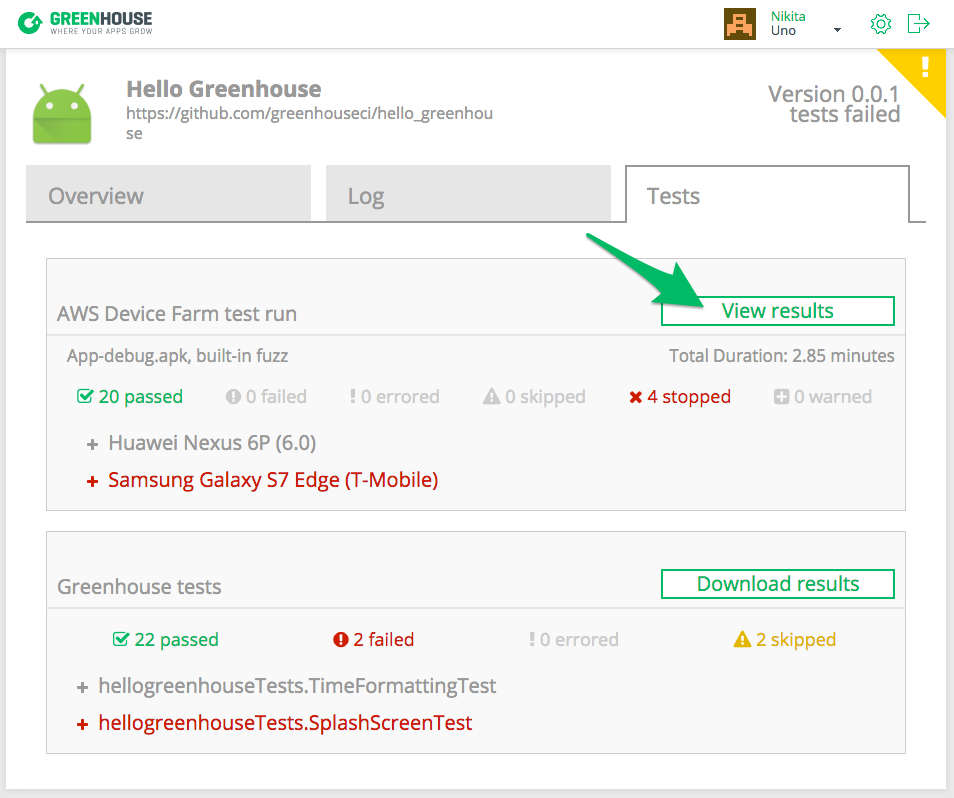 GREENHOUSE
WHERE YOUR APPS GROW
Nikita
Uno
!
Hello Greenhouse
https://github.com/greenhouseci/hello_greenhou
se
Version 0.0.1
tests failed
Overview
Log
Tests
AWS Device Farm test run
View results
App-debug.apk, built-in fuzz
Total Duration: 2.85 minutes
20 passed
0 failed
! 0 errored
0 skipped
4 stopped
0 warned
+ Huawei Nexus 6P (6.0)
+ Samsung Galaxy S7 Edge (T-Mobile)
Greenhouse tests
Download results
22 passed
2 failed
! 0 errored
2 skipped
+ hellogreenhouseTests.TimeFormattingTest
+ hellogreenhouseTests.SplashScreenTest